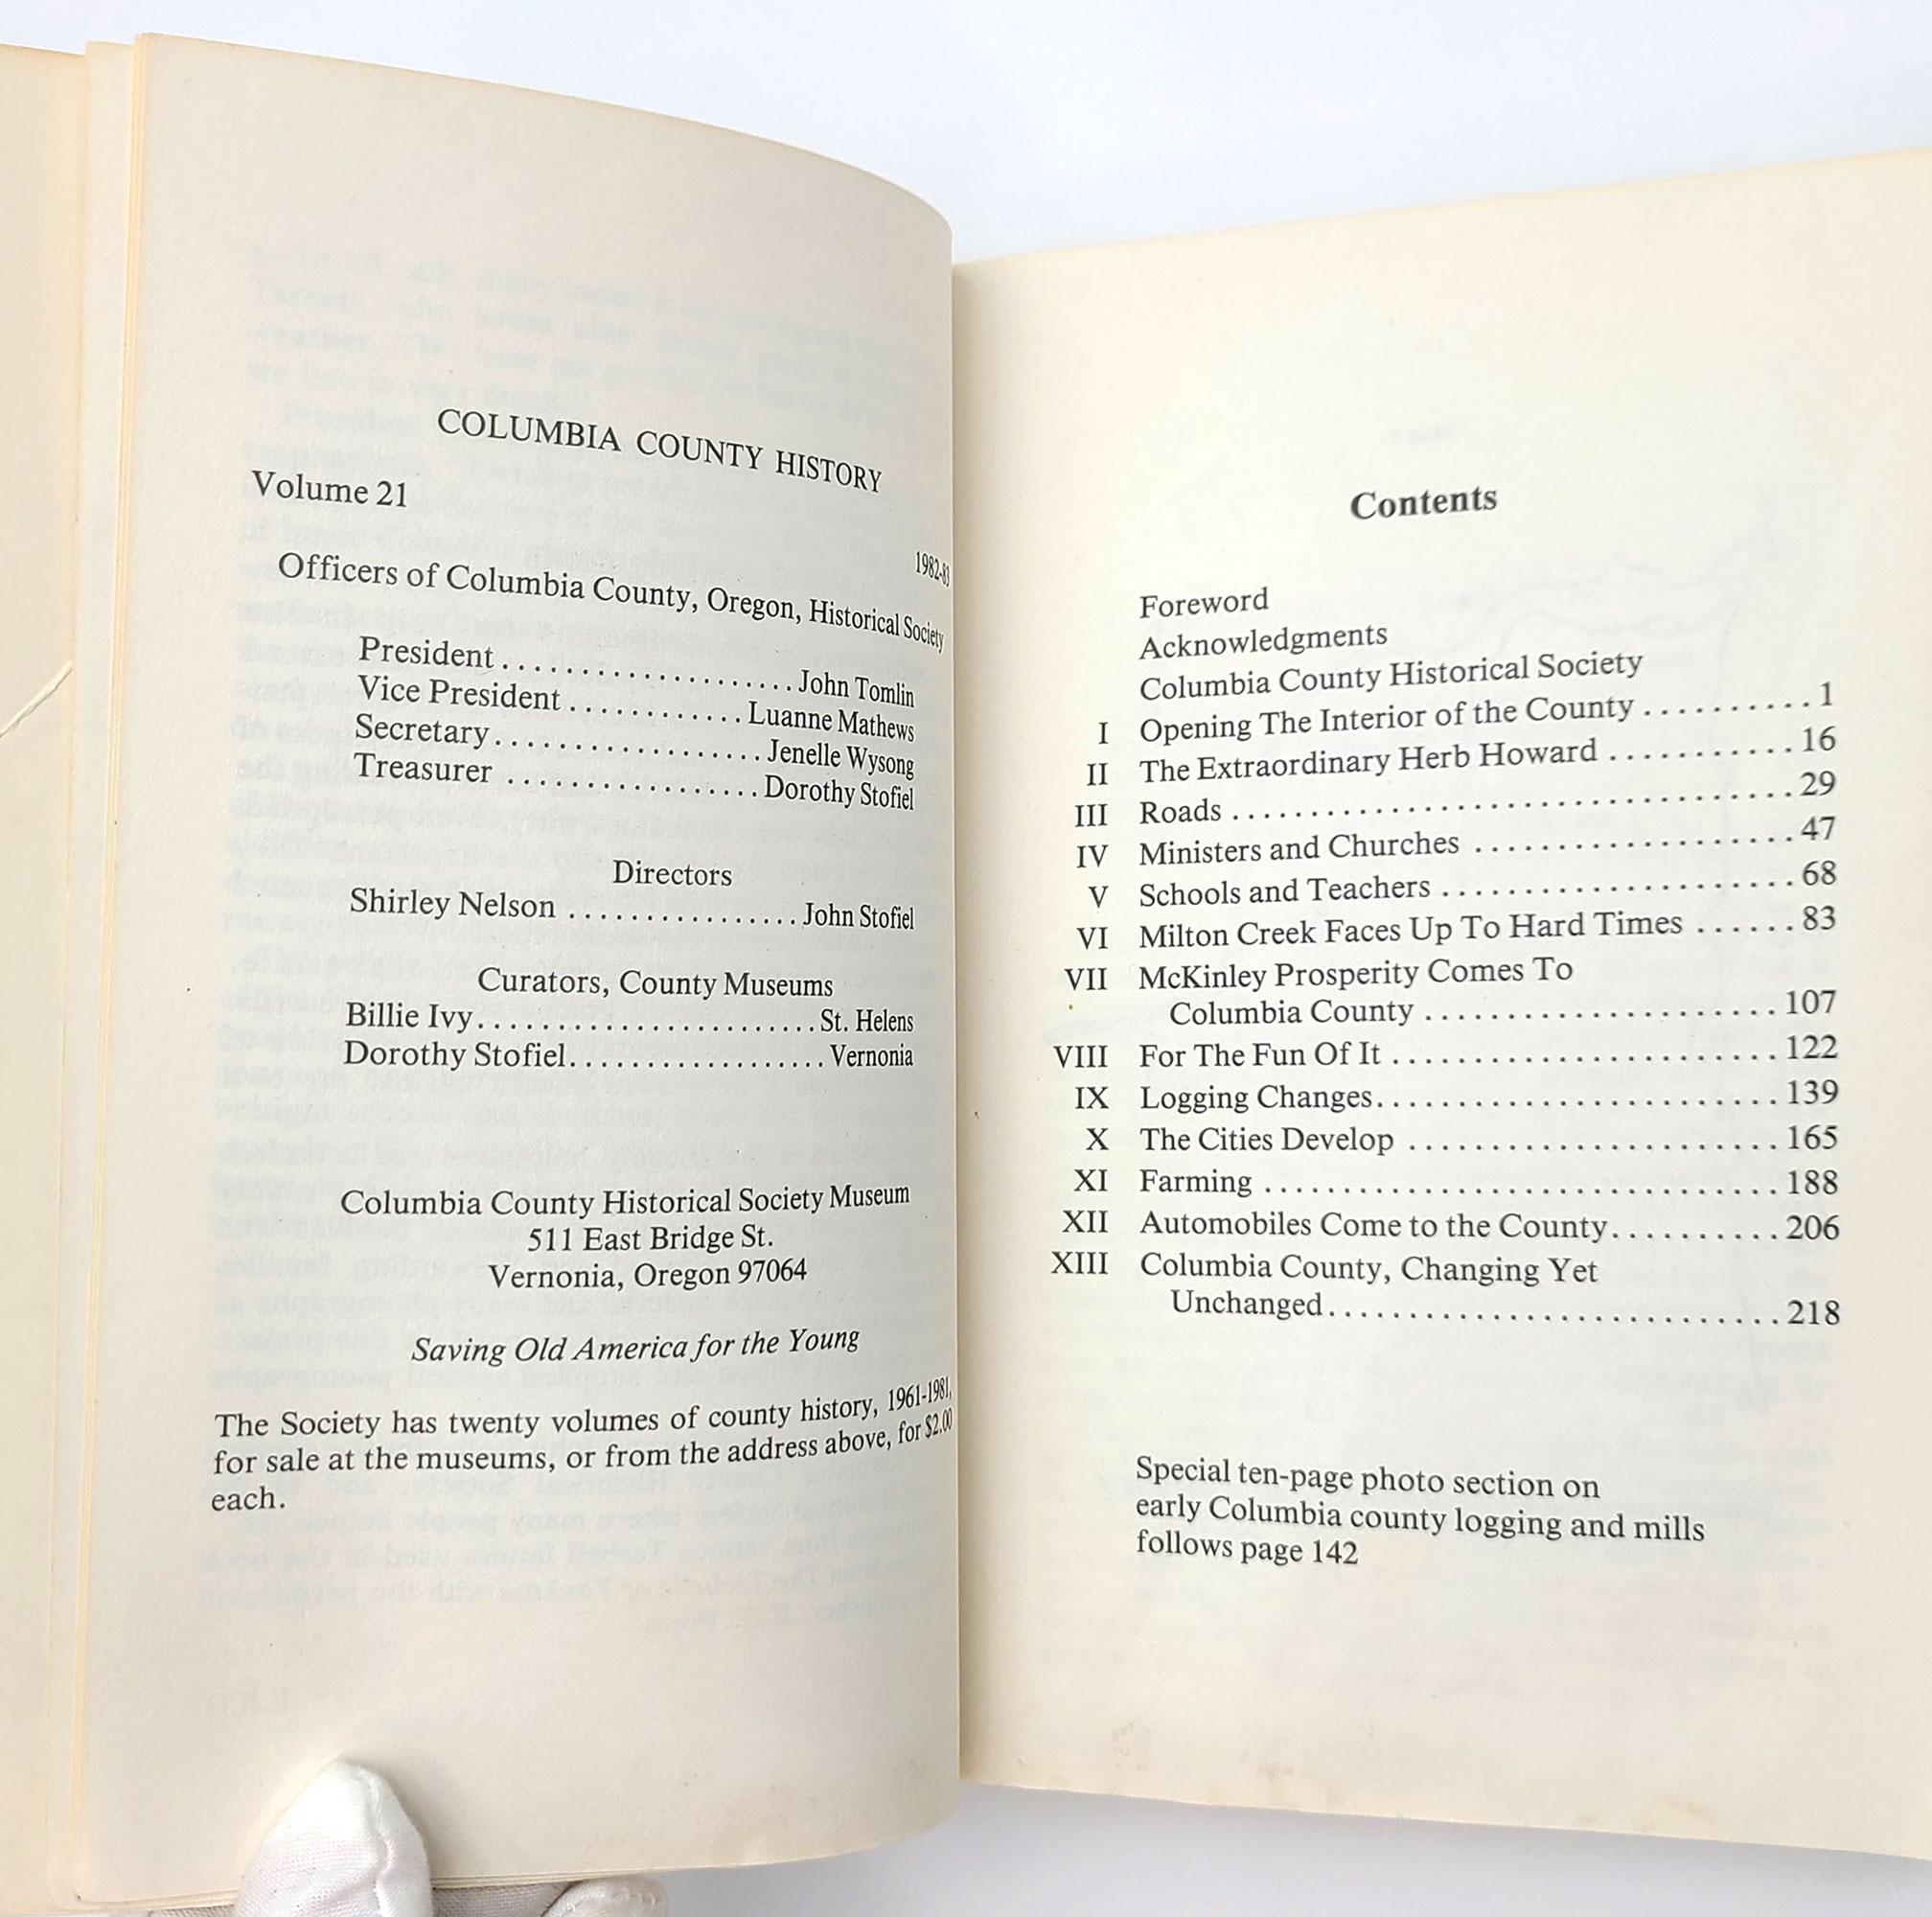 COLUMBIA COUNTY HISTORY
Volume 21
1982-83
Officers of Columbia County, Oregon, Historical Society
President . . . . . . . . . . . . . . . . . . . John Tomlin
Vice President . . . . . . . . . . . . Luanne Mathews
Secretary. . . . . . . . . . . . . . . . . . Jenelle Wysong
Treasurer . . . . . . . . . . . . . . . . . Dorothy Stofiel
Directors
Shirley Nelson . . . . . . . . . . . . . . . . John Stofiel
Curators, County Museums
Billie Ivy. . . . . . . . . . . . . . . . . . . . . . . St. Helens
Dorothy Stofiel. . . . . . . . . . . . . . . . . . Vernonia
Columbia County Historical Society Museum
511 East Bridge St.
Vernonia, Oregon 97064
Saving Old America for the Young
The Society has twenty volumes of county history, 1961-1981,
for sale at the museums, or from the address above, for $2.00
each.
Contents
Foreword
Acknowledgments
Columbia County Historical Society
I Opening The Interior of the County . . . . . . . . . . . 1
II The Extraordinary Herb Howard . . . . . . . . . . . . 16
III Roads . . . . . . . . . . . . . . . . . . . . . . . . . . . . . . . . . . . 29
IV Ministers and Churches . . . . . . . . . . . . . . . . . . . . 47
V Schools and Teachers . . . . . . . . . . . . . . . . . . . . . . 68
VI Milton Creek Faces Up To Hard Times . . . . . . 83
VII McKinley Prosperity Comes To
Columbia County . . . . . . . . . . . . . . . . . . . . . . 107
VIII For The Fun Of It . . . . . . . . . . . . . . . . . . . . . . . . 122
IX Logging Changes. . . . . . . . . . . . . . . . . . . . . . . . . 139
X The Cities Develop . . . . . . . . . . . . . . . . . . . . . . . 165
XI Farming . . . . . . . . . . . . . . . . . . . . . . . . . . . . . . . . 188
XII Automobiles Come to the County. . . . . . . . . . . 206
XIII Columbia County, Changing Yet
Unchanged. . . . . . . . . . . . . . . . . . . . . . . . . . . . 218
Special ten-page photo section on
early Columbia county logging and mills
follows page 142